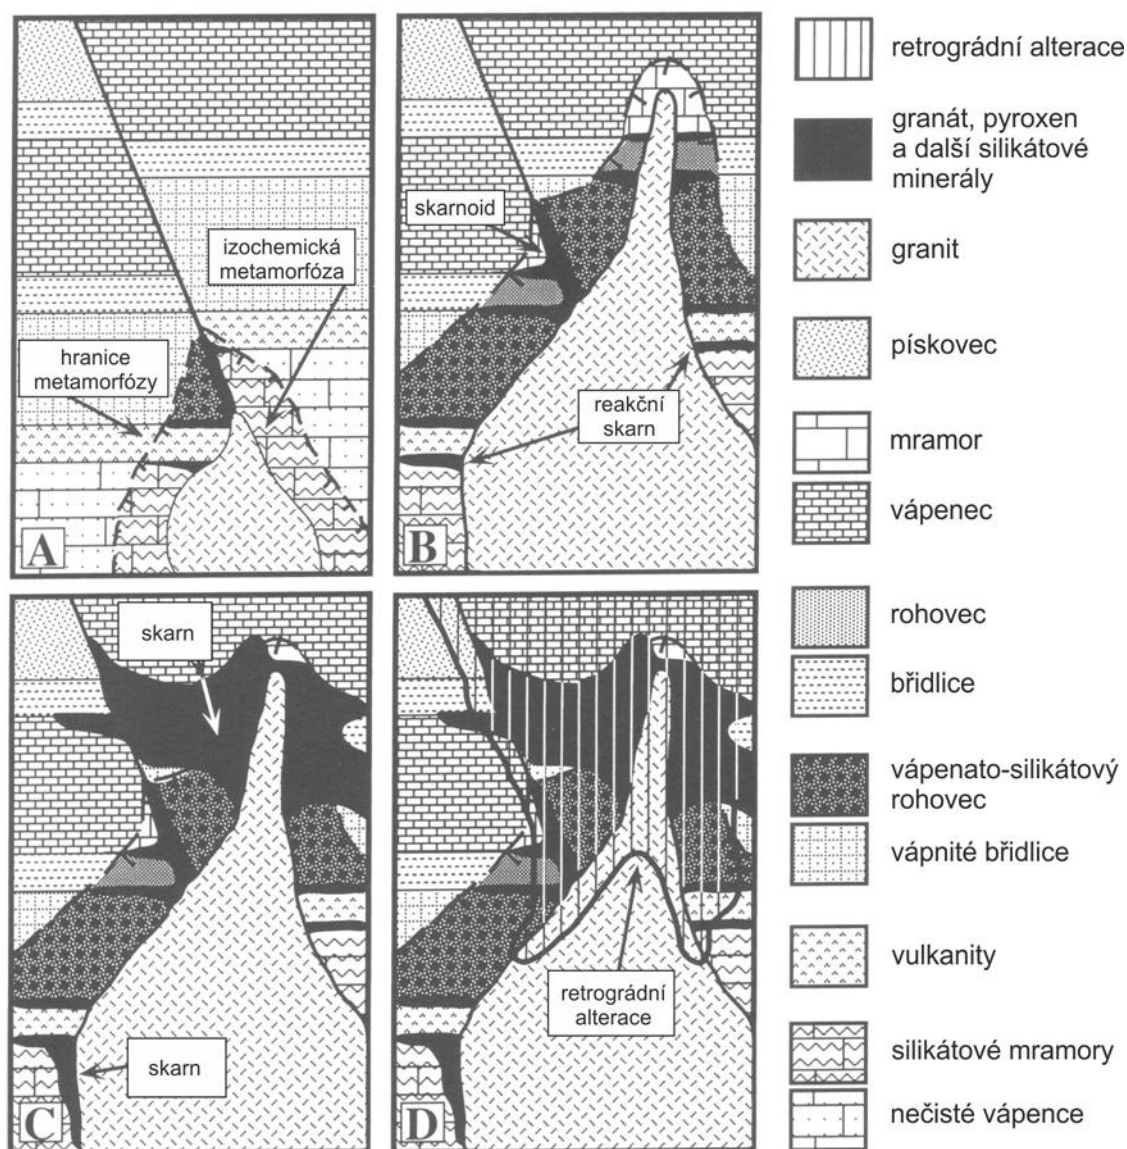 izochemická
metamorfóza
hranice
metamorfózy
A
skarnoid
reakční
skarn
B
skarn
skarn
C
retrográdní
alterace
D
retrográdní alterace
granát, pyroxen
a další silikátové
minerály
granit
pískovec
mramor
vápenec
rohovec
břidlice
vápenato-silikátový
rohovec
vápnité břidlice
vulkanity
silikátové mramory
nečisté vápence